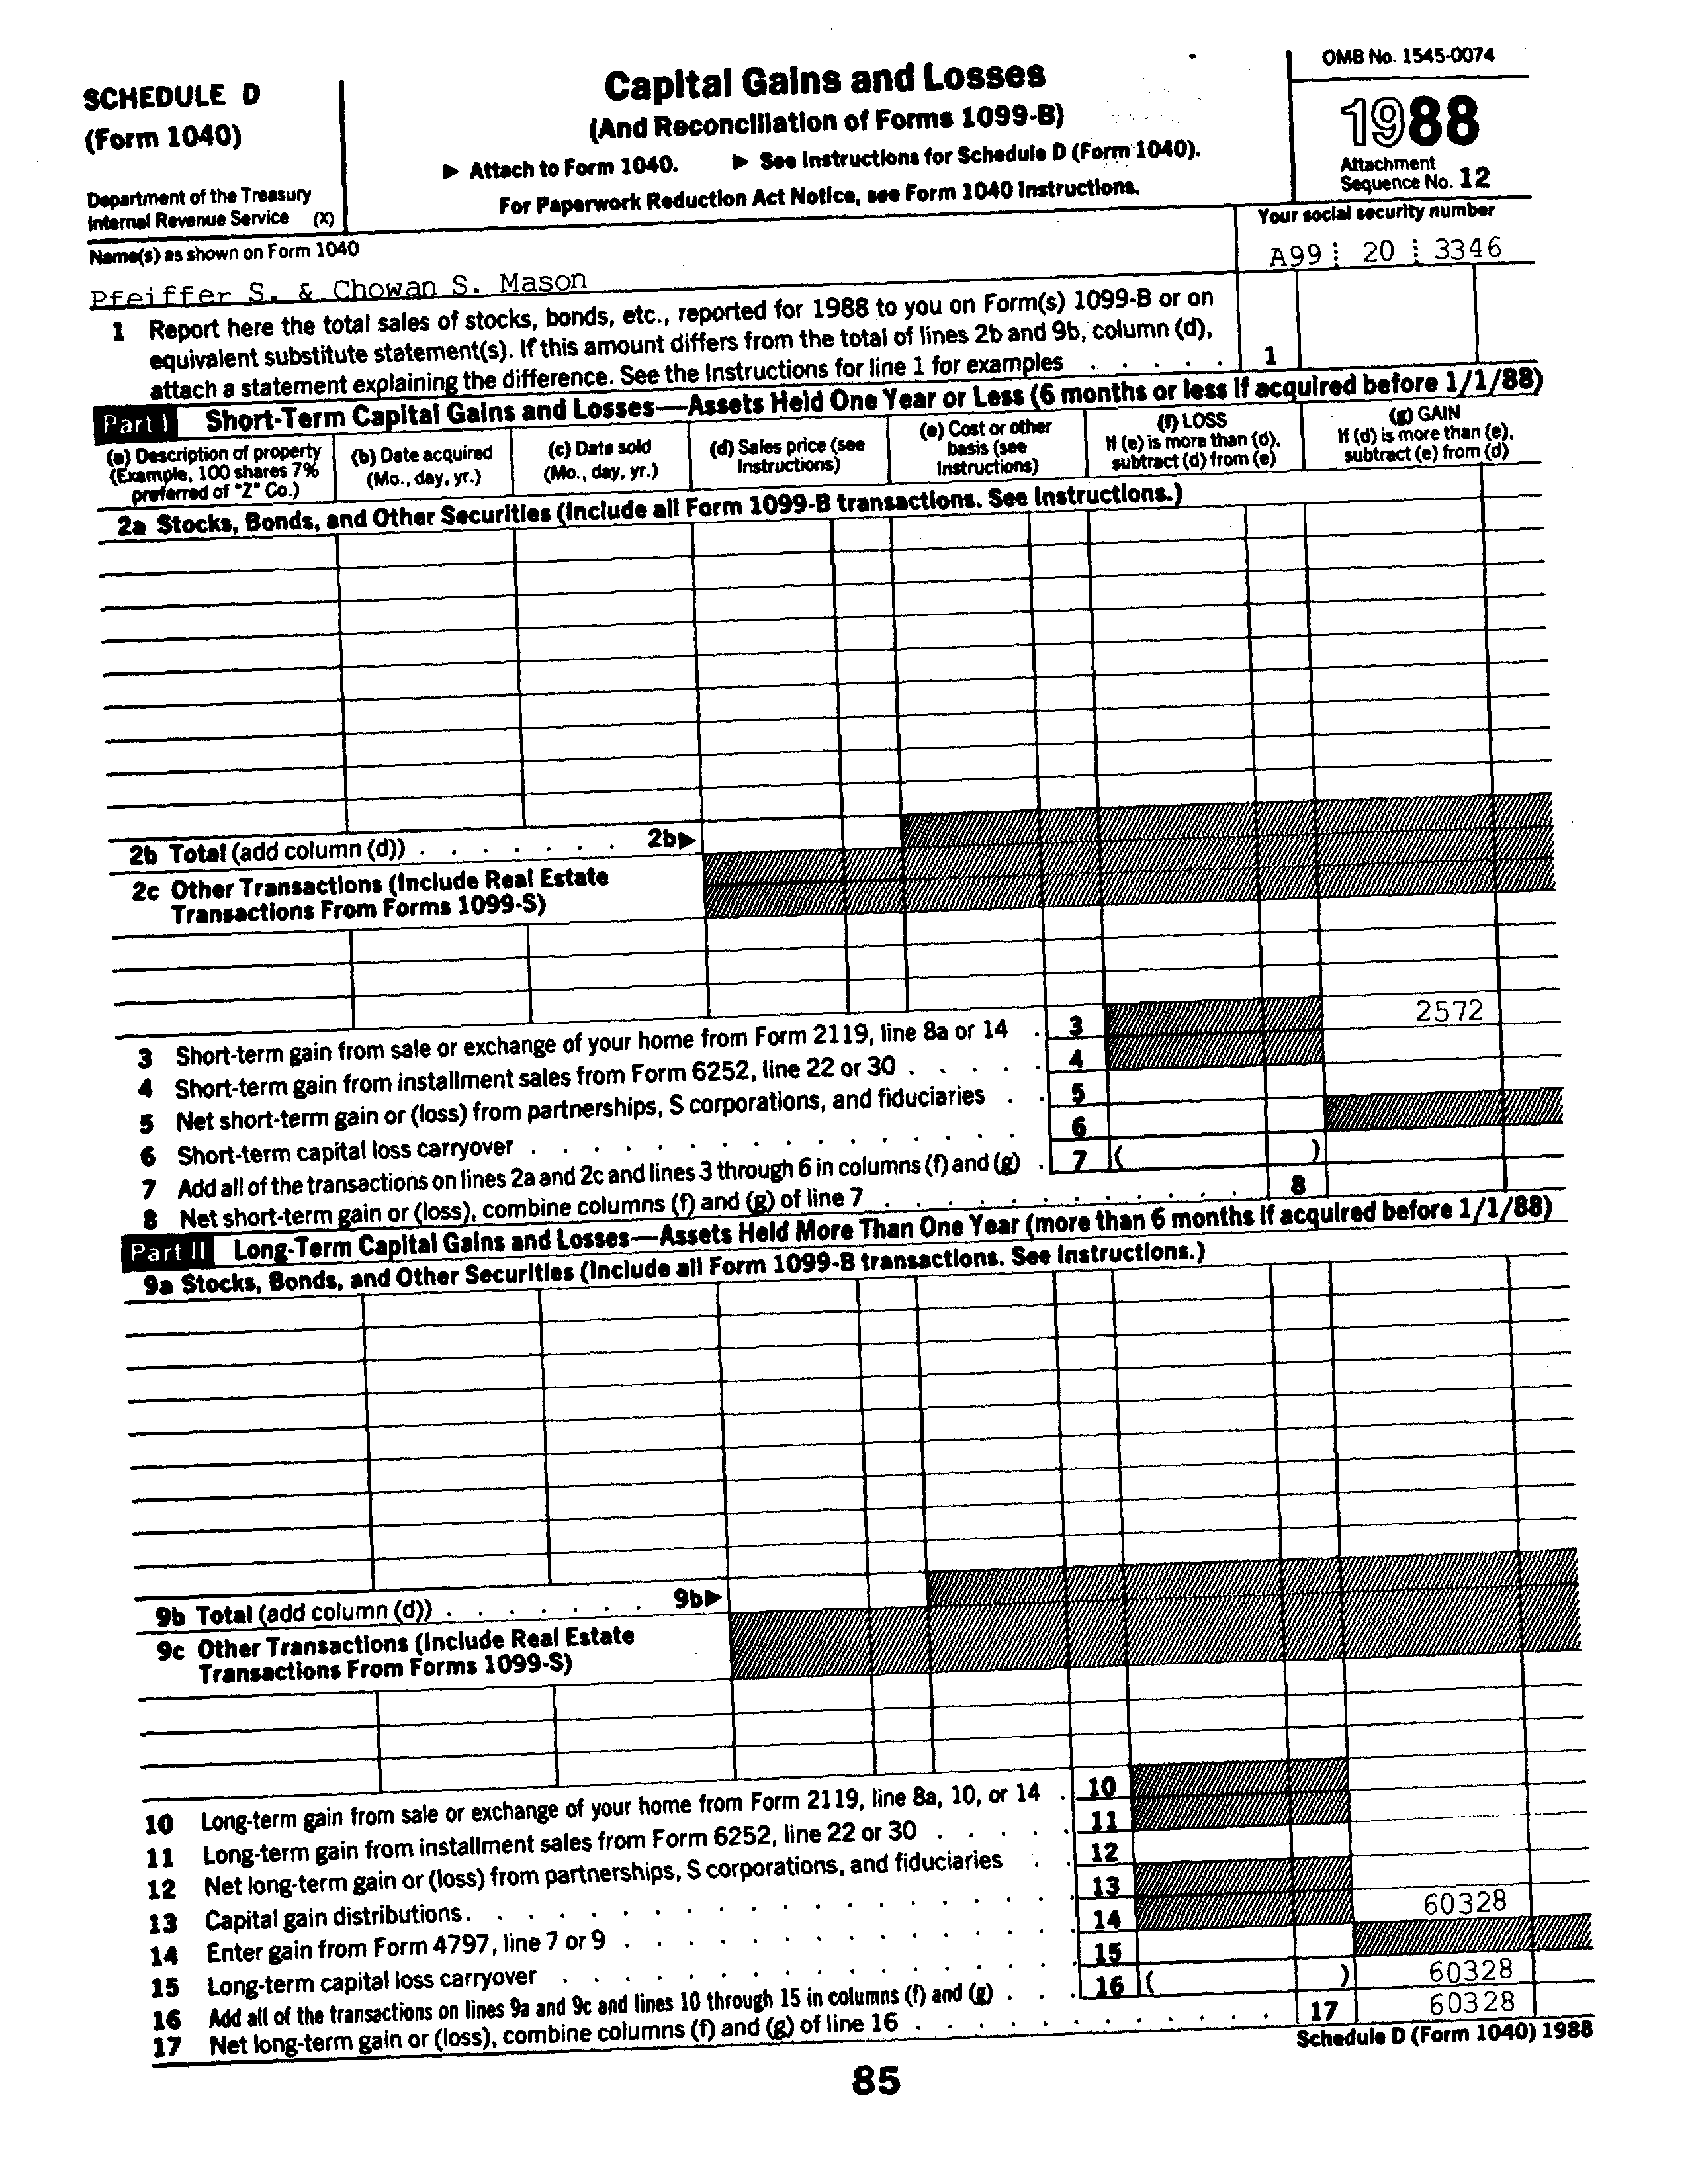 SCHEDULE D
(Form 1040)
Department of the Treasury
Internal Revenue Service (X)
Capital Gains and Losses
(And Reconciliation of Forms 1099-B)
▶ Attach to Form 1040. ▶ See Instructions for Schedule D (Form 1040).
For Paperwork Reduction Act Notice, see Form 1040 Instructions.
OMB No. 1545-0074
1988
Attachment
Sequence No. 12
Name(s) as shown on Form 1040
Pfeiffer S. & Chowan S. Mason
Your social security number
A99 20 3346
1 Report here the total sales of stocks, bonds, etc., reported for 1988 to you on Form(s) 1099-B or on
equivalent substitute statement(s). If this amount differs from the total of lines 2b and 9b, column (d),
attach a statement explaining the difference. See the Instructions for line 1 for examples . . . . . 1
Part I Short-Term Capital Gains and Losses—Assets Held One Year or Less (6 months or less if acquired before 1/1/88)
(a) Description of property
(Example, 100 shares 7%
preferred of "Z" Co.)
(b) Date acquired
(Mo., day, yr.)
(c) Date sold
(Mo., day, yr.)
(d) Sales price (see
Instructions)
(e) Cost or other
basis (see
Instructions)
(f) LOSS
If (e) is more than (d),
subtract (d) from (e)
(g) GAIN
If (d) is more than (e),
subtract (e) from (d)
2a Stocks, Bonds, and Other Securities (Include all Form 1099-B transactions. See Instructions.)
2b Total (add column (d)) . . . . . . . 2b▶
2c Other Transactions (Include Real Estate
Transactions From Forms 1099-S)
3 Short-term gain from sale or exchange of your home from Form 2119, line 8a or 14 . 3 2572
4 Short-term gain from installment sales from Form 6252, line 22 or 30 . . . . . 4
5 Net short-term gain or (loss) from partnerships, S corporations, and fiduciaries . . 5
6 Short-term capital loss carryover . . . . . . . . . . . . . . . 6
7 Add all of the transactions on lines 2a and 2c and lines 3 through 6 in columns (f) and (g) . 7 ( )
8 Net short-term gain or (loss), combine columns (f) and (g) of line 7 . . . . . . . . . . . . 8
Part II Long-Term Capital Gains and Losses—Assets Held More Than One Year (more than 6 months if acquired before 1/1/88)
9a Stocks, Bonds, and Other Securities (Include all Form 1099-B transactions. See Instructions.)
9b Total (add column (d)) . . . . . . . 9b▶
9c Other Transactions (Include Real Estate
Transactions From Forms 1099-S)
10 Long-term gain from sale or exchange of your home from Form 2119, line 8a, 10, or 14 . 10
11 Long-term gain from installment sales from Form 6252, line 22 or 30 . . . . . 11
12 Net long-term gain or (loss) from partnerships, S corporations, and fiduciaries . . 12
13 Capital gain distributions . . . . . . . . . . . . . . . . . . 13
14 Enter gain from Form 4797, line 7 or 9 . . . . . . . . . . . . . 14 60328
15 Long-term capital loss carryover . . . . . . . . . . . . . . . 15
16 Add all of the transactions on lines 9a and 9c and lines 10 through 15 in columns (f) and (g) . . . 16 ( ) 60328
17 Net long-term gain or (loss), combine columns (f) and (g) of line 16 . . . . . . . . . . . . 17 60328
Schedule D (Form 1040) 1988
85